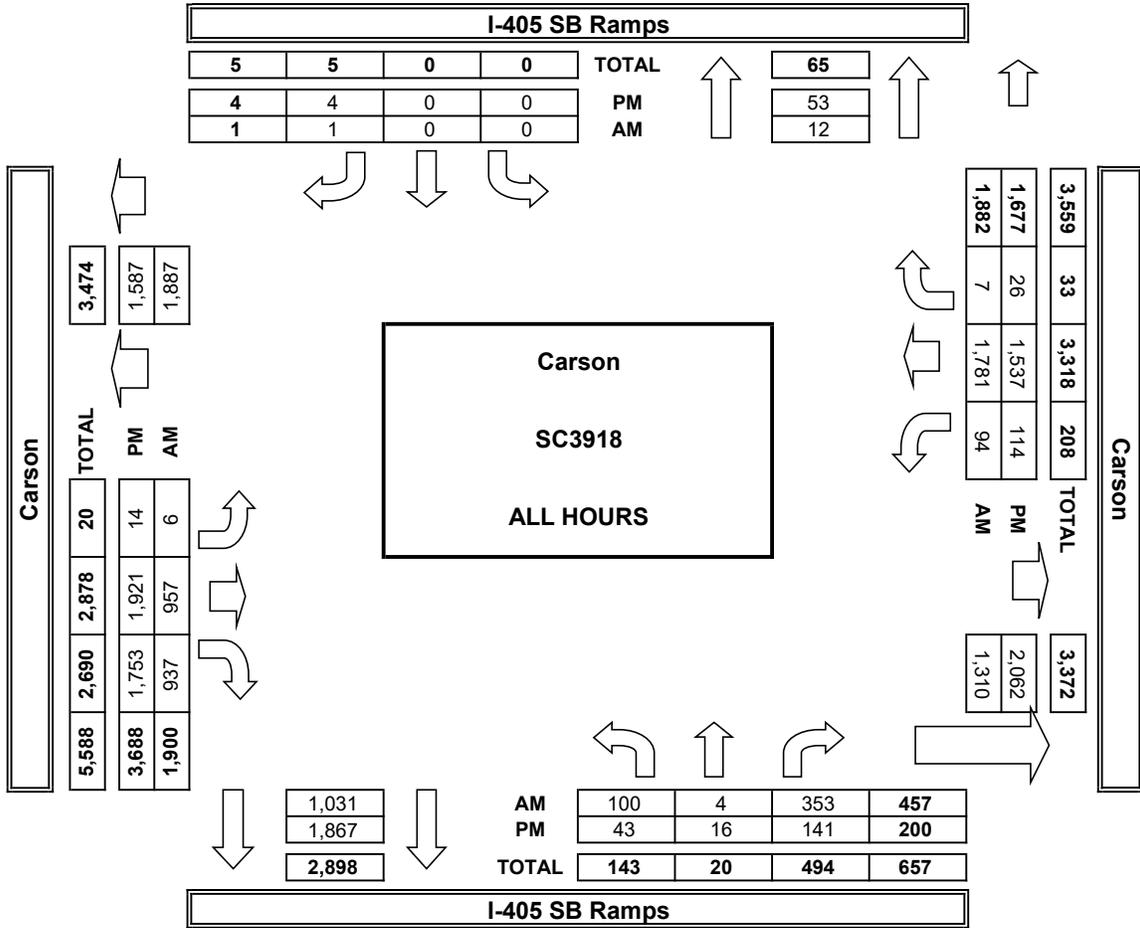 I-405 SB Ramps
5 5 0 0 TOTAL 65
4 4 0 0 PM 53
1 1 0 0 AM 12
Carson
3,474
1,587
1,887
TOTAL 20 2,878 2,690 5,588
PM 14 1,921 1,753 3,688
AM 6 957 937 1,900
Carson
SC3918
ALL HOURS
3,559 33 3,318 208 TOTAL 3,372
1,677 26 1,537 114 PM 2,062
1,882 7 1,781 94 AM 1,310
Carson
1,031 AM 100 4 353 457
1,867 PM 43 16 141 200
2,898 TOTAL 143 20 494 657
I-405 SB Ramps